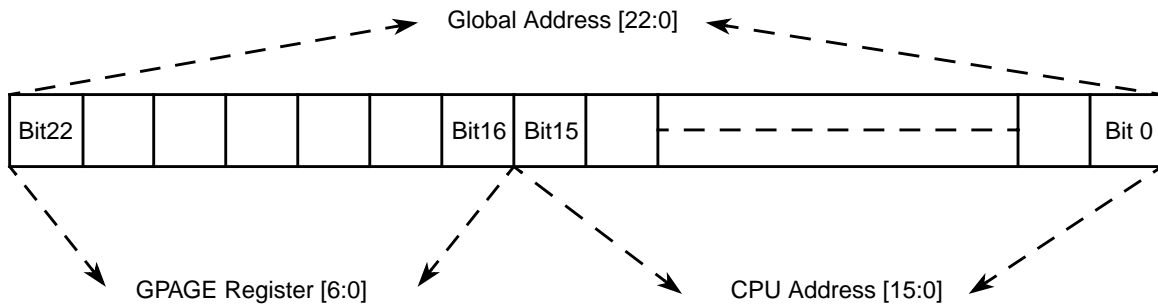 Global Address [22:0]
Bit22 Bit16 Bit15 Bit 0
GPAGE Register [6:0] CPU Address [15:0]